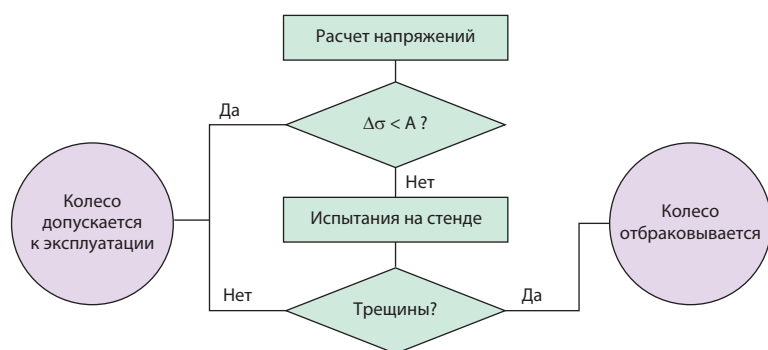 Расчет напряжений
Да
Δσ < A ?
Нет
Колесо
допускается
к эксплуатации
Испытания на стенде
Колесо
отбраковывается
Нет
Трещины?
Да